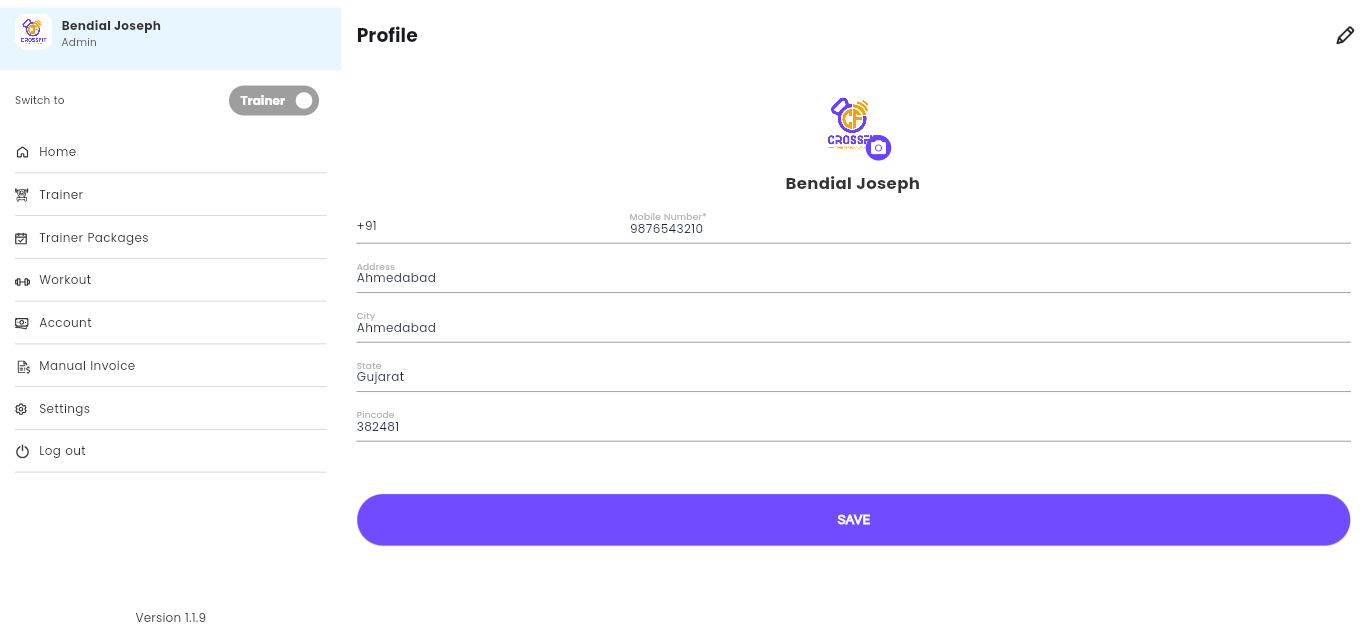 Bendial Joseph
Admin
Switch to
Trainer
Home
Trainer
Trainer Packages
Workout
Account
Manual Invoice
Settings
Log out
Version 1.1.9
Profile
CF
CROSSFIT
Bendial Joseph
+91
Mobile Number*
9876543210
Address
Ahmedabad
City
Ahmedabad
State
Gujarat
Pincode
382481
SAVE